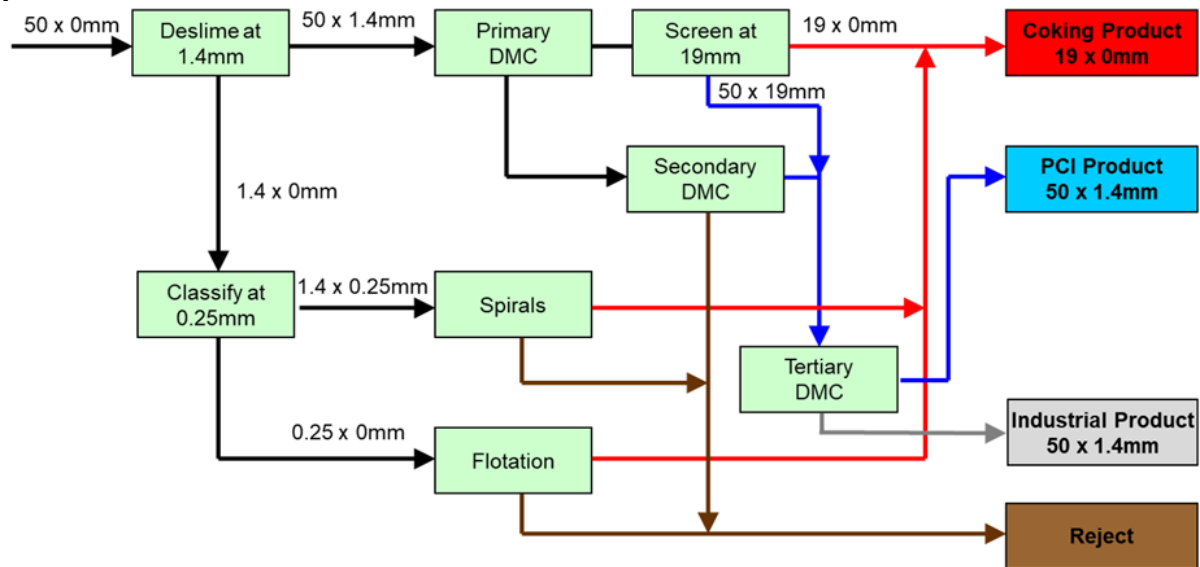 50 x 0mm
Deslime at
1.4mm
50 x 1.4mm
Primary
DMC
Screen at
19mm
19 x 0mm
Coking Product
19 x 0mm
50 x 19mm
Secondary
DMC
PCI Product
50 x 1.4mm
1.4 x 0mm
Classify at
0.25mm
1.4 x 0.25mm
Spirals
Tertiary
DMC
Industrial Product
50 x 1.4mm
0.25 x 0mm
Flotation
Reject